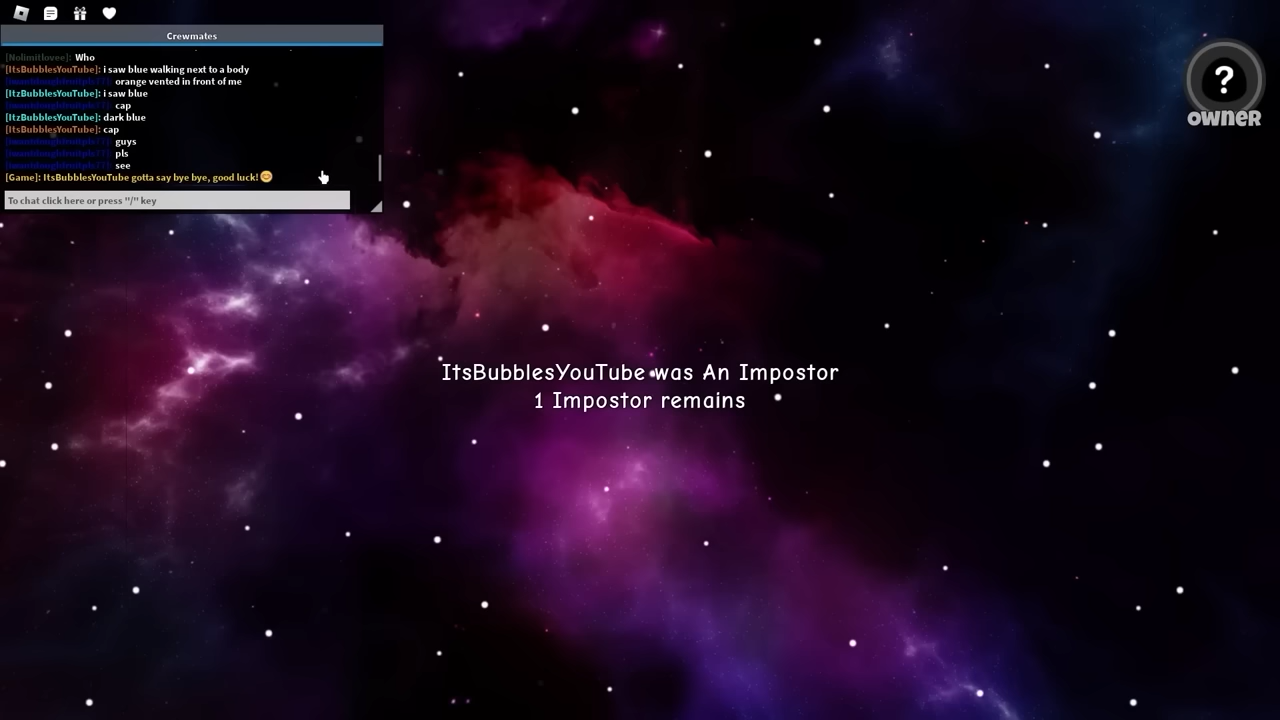 Crewmates
[Nolimitlovee]: Who
[ItsBubblesYouTube]: i saw blue walking next to a body
orange vented in front of me
[ItzBubblesYouTube]: i saw blue
cap
[ItzBubblesYouTube]: dark blue
[ItsBubblesYouTube]: cap
guys
pls
see
[Game]: ItsBubblesYouTube gotta say bye bye, good luck!😊
To chat click here or press "/" key
?
OWNER
ItsBubblesYouTube was An Impostor
1 Impostor remains